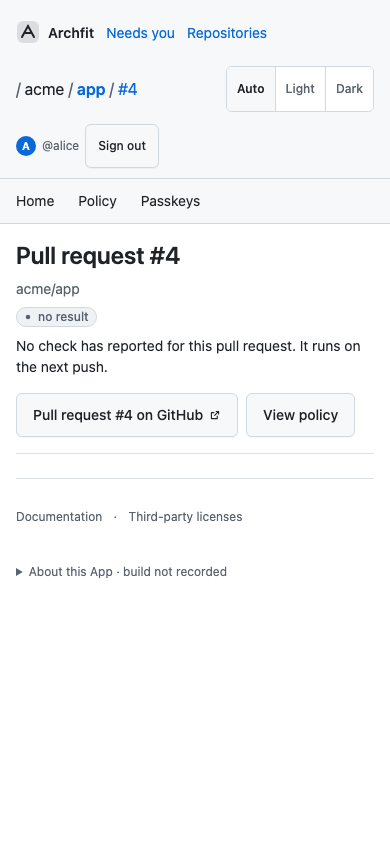 Archfit Needs you Repositories
/ acme / app / #4
Auto Light Dark
A @alice Sign out
Home Policy Passkeys
Pull request #4
acme/app
• no result
No check has reported for this pull request. It runs on
the next push.
Pull request #4 on GitHub View policy
Documentation · Third-party licenses
About this App · build not recorded